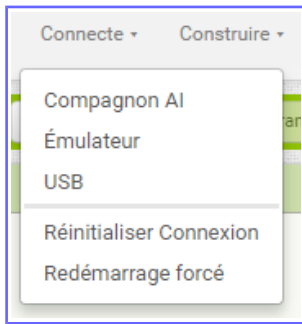 Connecte ▾ Construire ▾
Compagnon AI
Émulateur
USB
Réinitialiser Connexion
Redémarrage forcé